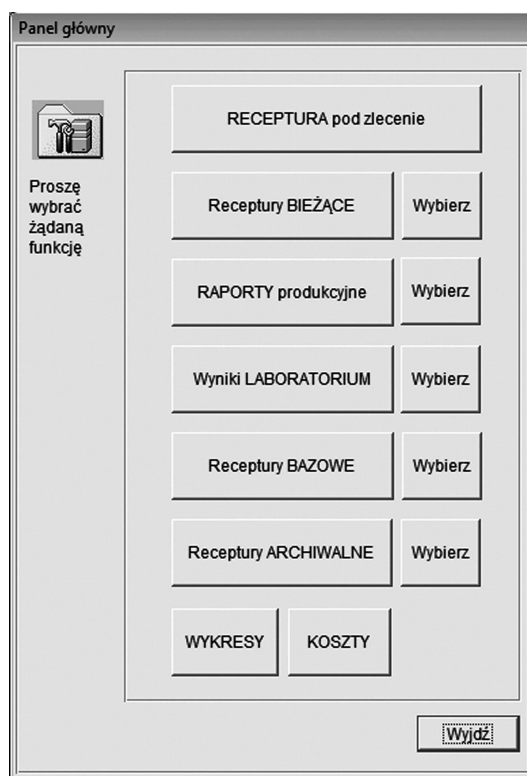 Panel główny
Proszę
wybrać
żądaną
funkcję
RECEPTURA pod zlecenie
Receptury BIEŻĄCE
Wybierz
RAPORTY produkcyjne
Wybierz
Wyniki LABORATORIUM
Wybierz
Receptury BAZOWE
Wybierz
Receptury ARCHIWALNE
Wybierz
WYKRESY
KOSZTY
Wyjdź